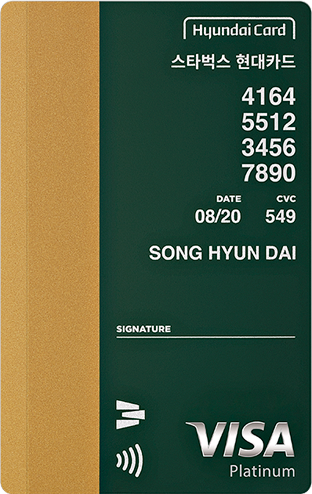 Hyundai Card
스타벅스 현대카드
4164
5512
3456
7890
DATE CVC
08/20 549
SONG HYUN DAI
SIGNATURE
VISA
Platinum